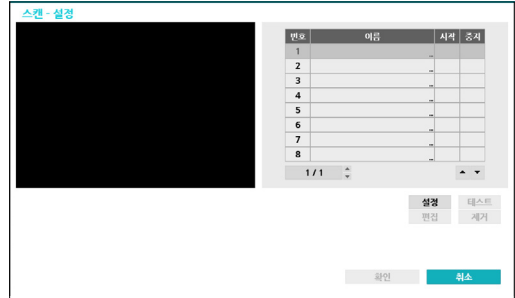 스캔 - 설정
번호 이름 시작 중지
1 ...
2 ...
3 ...
4 ...
5 ...
6 ...
7 ...
8 ...
1 / 1
설정 테스트
편집 제거
확인 취소